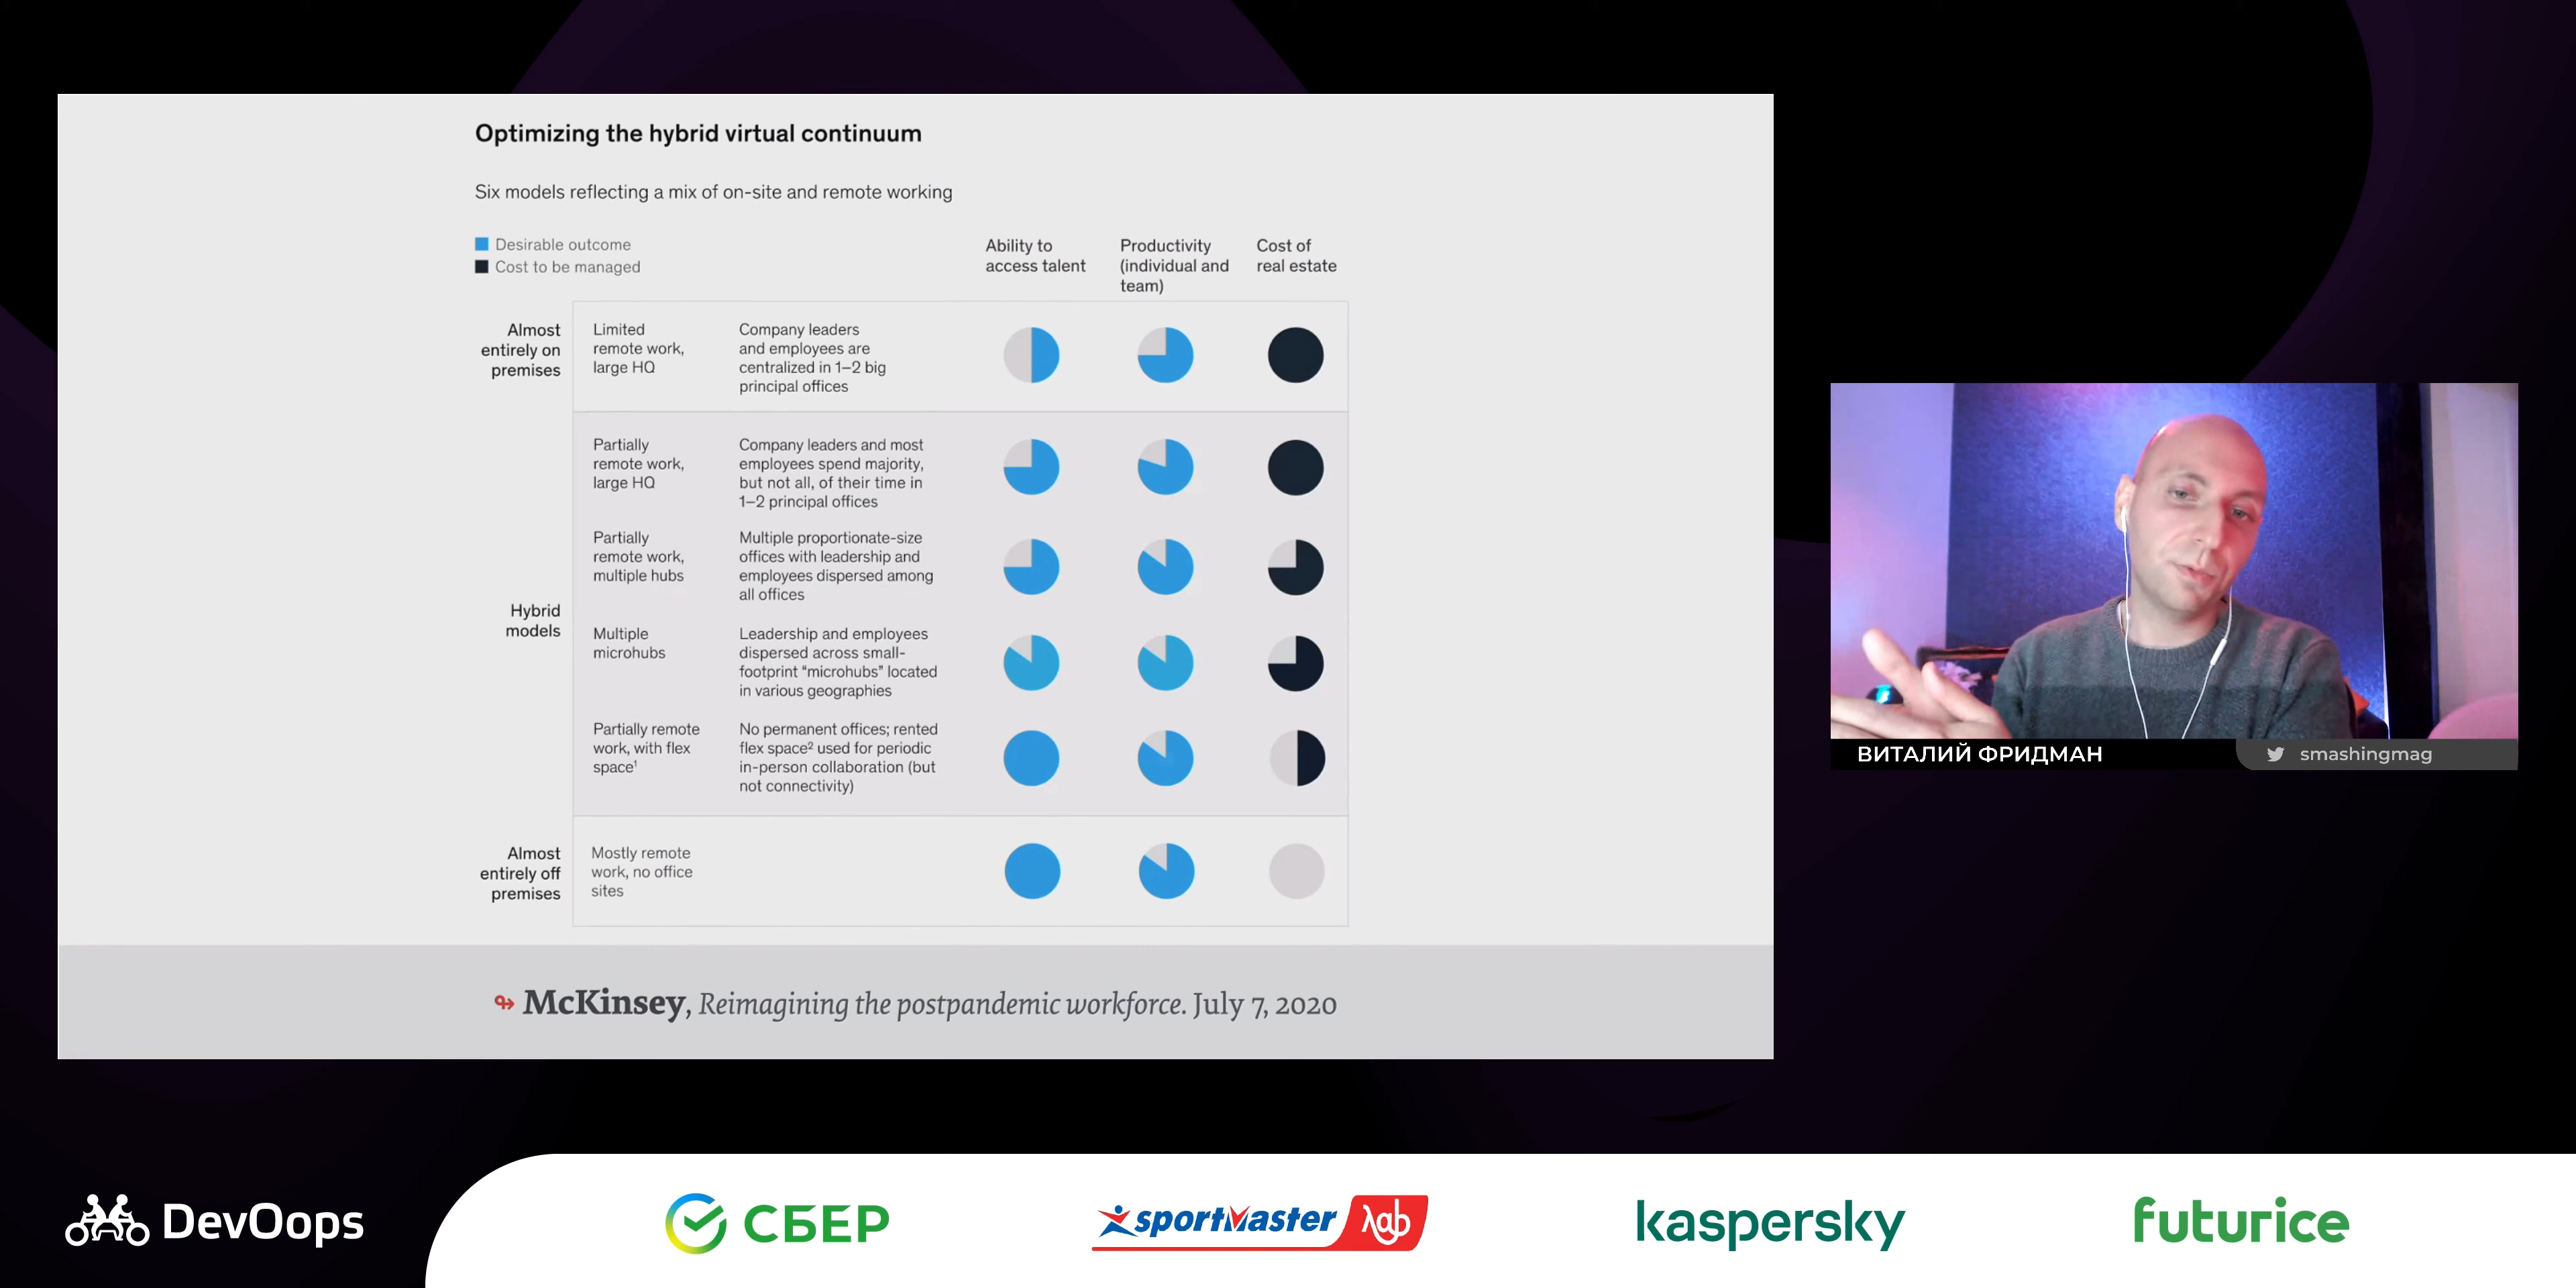 Optimizing the hybrid virtual continuum
Six models reflecting a mix of on-site and remote working
Desirable outcome
Cost to be managed
Ability to
access talent
Productivity
(individual and
team)
Cost of
real estate
Almost
entirely on
premises
Limited
remote work,
large HQ
Company leaders
and employees are
centralized in 1–2 big
principal offices
Hybrid
models
Partially
remote work,
large HQ
Company leaders and most
employees spend majority,
but not all, of their time in
1–2 principal offices
Partially
remote work,
multiple hubs
Multiple proportionate-size
offices with leadership and
employees dispersed among
all offices
Multiple
microhubs
Leadership and employees
dispersed across small-
footprint “microhubs” located
in various geographies
Partially remote
work, with flex
space¹
No permanent offices; rented
flex space² used for periodic
in-person collaboration (but
not connectivity)
Almost
entirely off
premises
Mostly remote
work, no office
sites
McKinsey, Reimagining the postpandemic workforce. July 7, 2020
ВИТАЛИЙ ФРИДМАН
smashingmag
DevOops
СБЕР
sportmaster λαβ
kaspersky
futurice